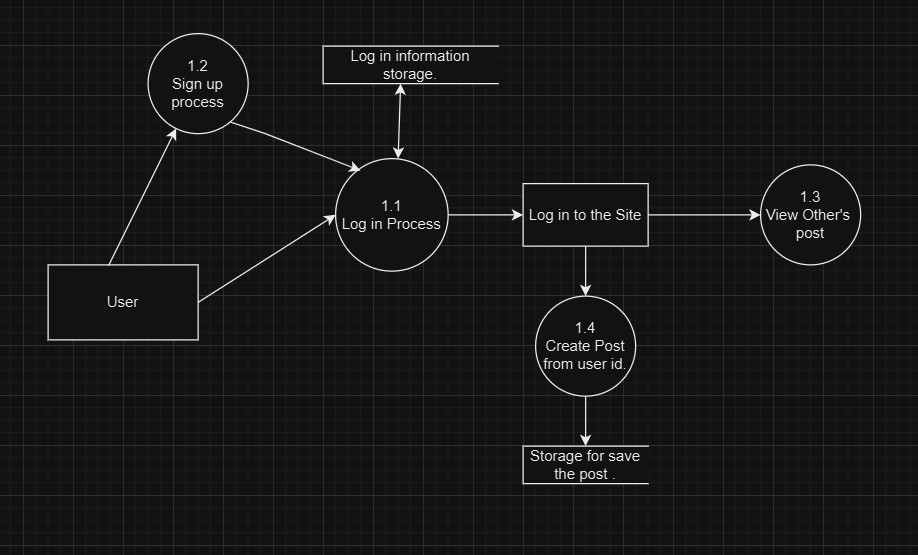 1.2
Sign up
process
Log in information
storage.
1.1
Log in Process
Log in to the Site
1.3
View Other's
post
User
1.4
Create Post
from user id.
Storage for save
the post .